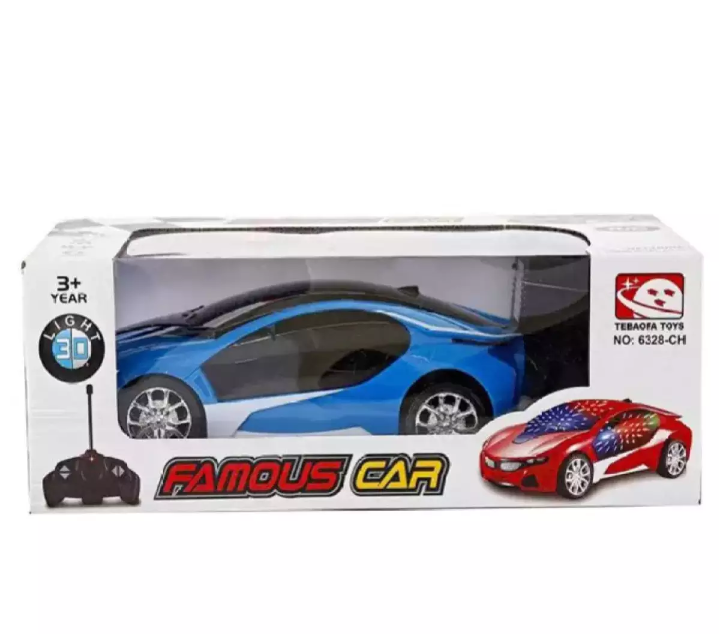 3+
YEAR
LIGHT
3D
TEBAOFA TOYS
NO: 6328-CH
FAMOUS CAR